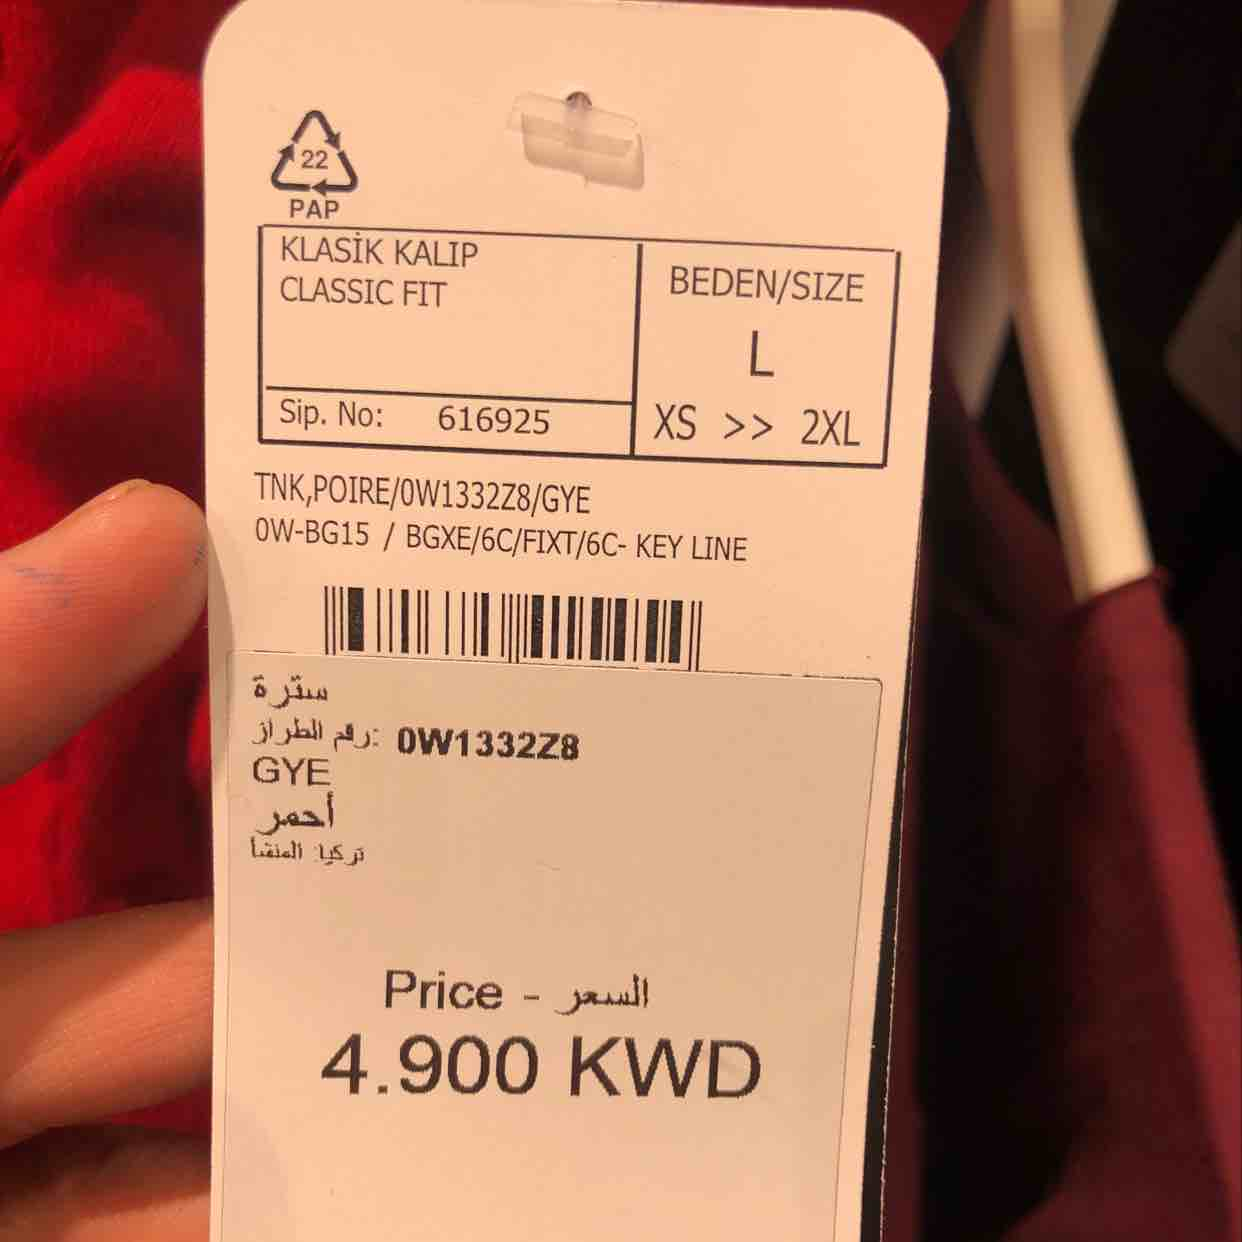 22
PAP
KLASİK KALIP
CLASSIC FIT
BEDEN/SIZE
L
XS >> 2XL
Sip. No: 616925
TNK,POIRE/0W1332Z8/GYE
0W-BG15 / BGXE/6C/FIXT/6C- KEY LINE
سترة
رقم الطراز: 0W1332Z8
GYE
أحمر
تركيا: المنشأ
Price - السعر
4.900 KWD